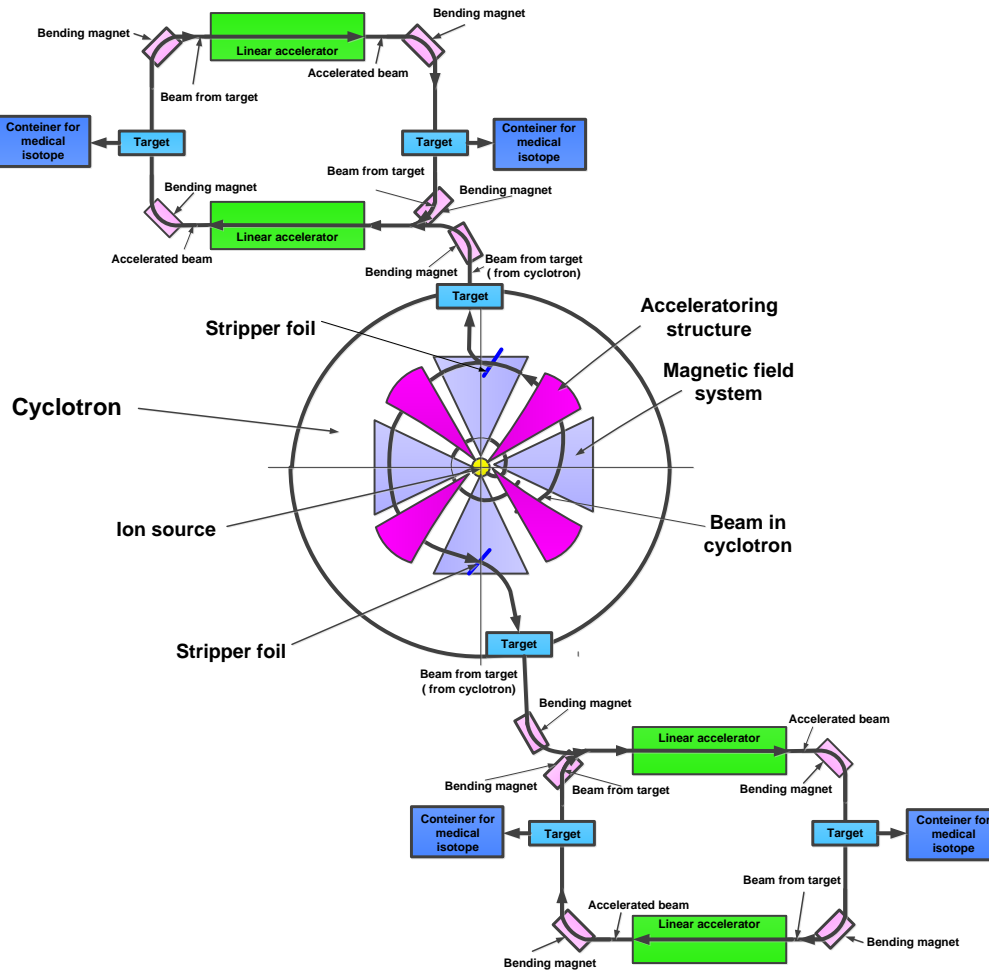 Bending magnet
Bending magnet
Linear accelerator
Accelerated beam
Beam from target
Conteiner for
medical
isotope
Target
Target
Conteiner for
medical
isotope
Beam from
target
Bending magnet
Bending magnet
Linear accelerator
Accelerated beam
Bending magnet
Beam from target
( from cyclotron)
Target
Stripper foil
Acceleratoring
structure
Magnetic field
system
Cyclotron
Ion source
Beam in
cyclotron
Stripper foil
Target
Beam from target
( from cyclotron)
Bending magnet
Accelerated beam
Linear accelerator
Bending magnet
Beam from target
Bending magnet
Conteiner for
medical
isotope
Target
Target
Conteiner for
medical
isotope
Beam from target
Accelerated beam
Linear accelerator
Bending magnet
Bending magnet